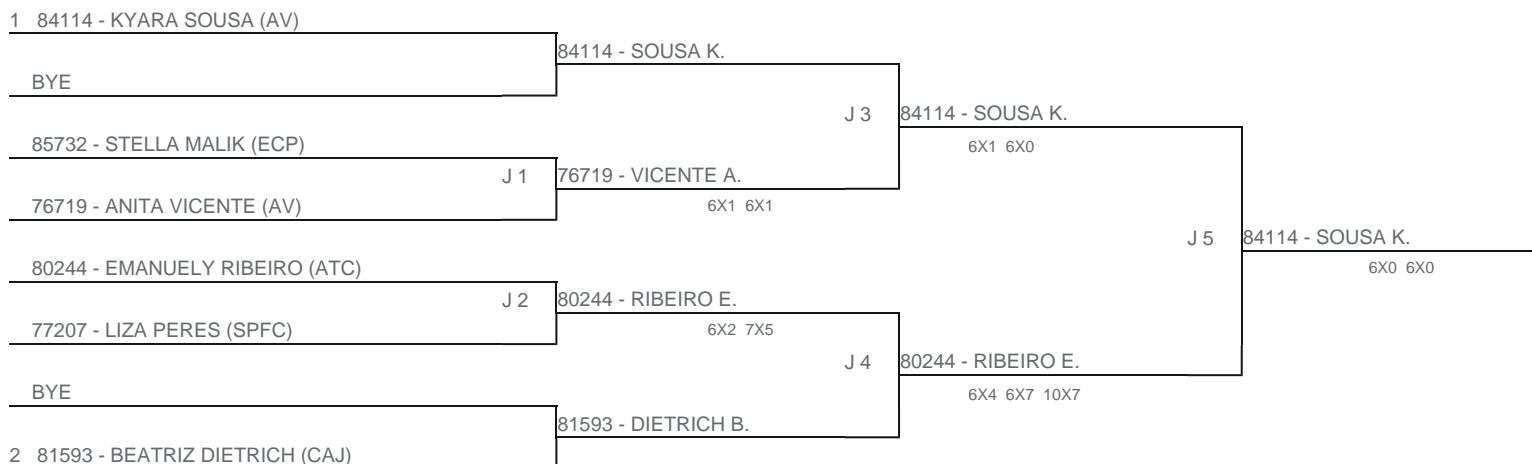 1 84114 - KYARA SOUSA (AV)
84114 - SOUSA K.
BYE
J 3
84114 - SOUSA K.
85732 - STELLA MALIK (ECP)
6X1 6X0
J 1
76719 - VICENTE A.
76719 - ANITA VICENTE (AV)
6X1 6X1
J 5
84114 - SOUSA K.
80244 - EMANUELY RIBEIRO (ATC)
6X0 6X0
J 2
80244 - RIBEIRO E.
77207 - LIZA PERES (SPFC)
6X2 7X5
J 4
80244 - RIBEIRO E.
BYE
6X4 6X7 10X7
81593 - DIETRICH B.
2 81593 - BEATRIZ DIETRICH (CAJ)